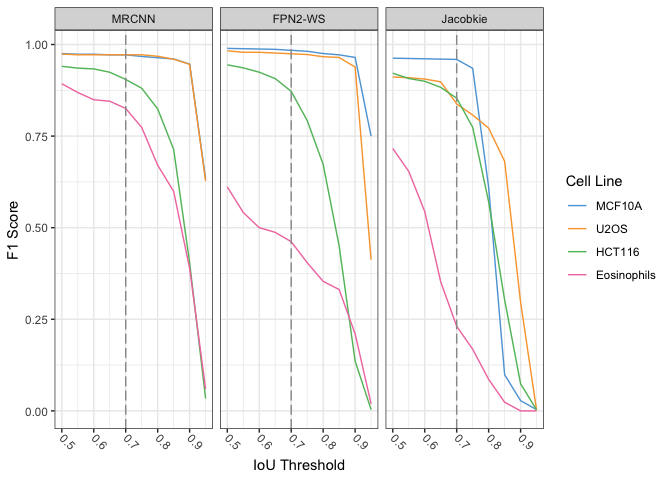 MRCNN FPN2-WS Jacobkie
1.00
0.75
0.50
0.25
0.00
F1 Score
0.5 0.6 0.7 0.8 0.9 0.5 0.6 0.7 0.8 0.9 0.5 0.6 0.7 0.8 0.9
IoU Threshold
Cell Line
MCF10A
U2OS
HCT116
Eosinophils